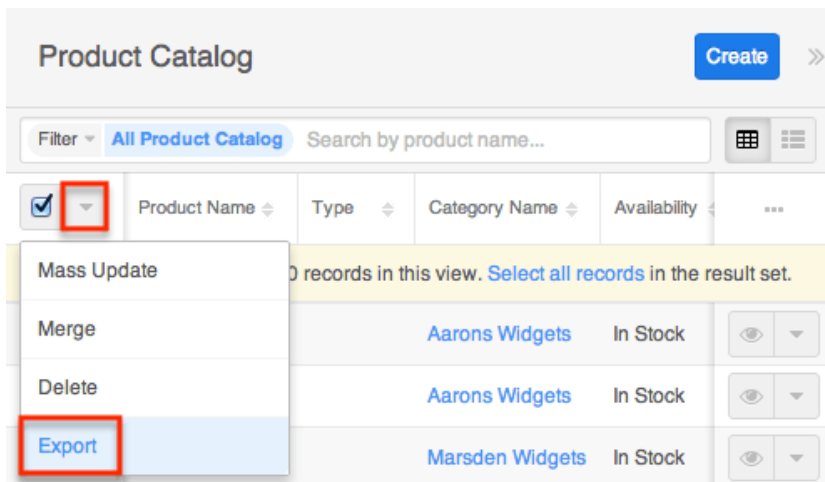 Product Catalog
Create
Filter All Product Catalog Search by product name...
Product Name Type Category Name Availability
Mass Update
0 records in this view. Select all records in the result set.
Merge
Aarons Widgets In Stock
Delete
Aarons Widgets In Stock
Export
Marsden Widgets In Stock